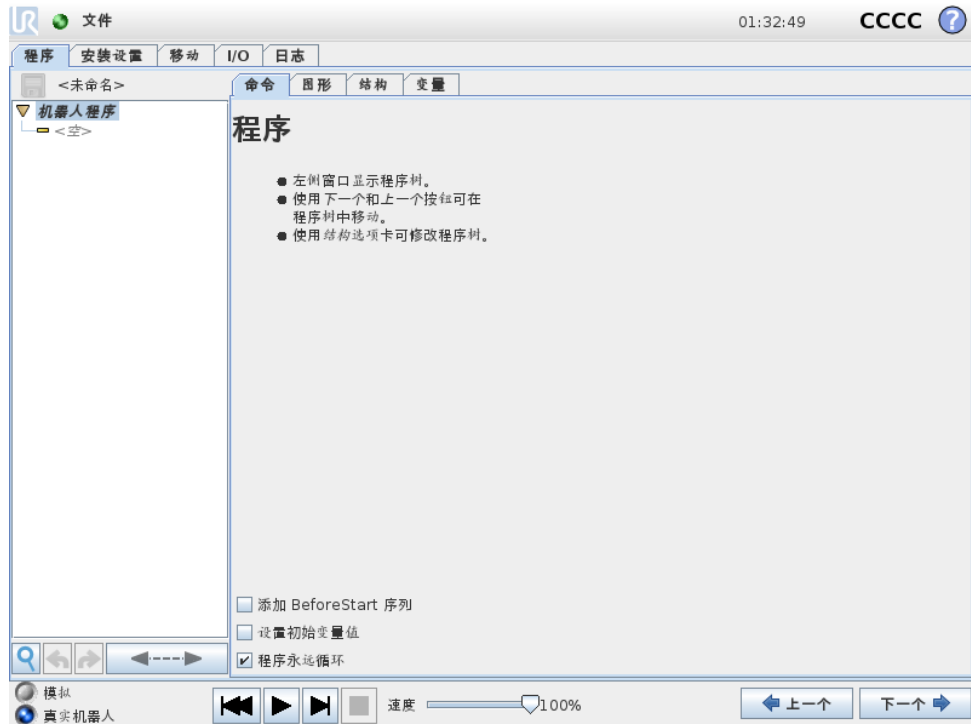 UR 文件 01:32:49 CCCC ?
程序 安装设置 移动 I/O 日志
<未命名> 命令 图形 结构 变量
机器人程序
<空>
程序
左侧窗口显示程序树。
使用下一个和上一个按钮可在
程序树中移动。
使用结构选项卡可修改程序树。
添加 BeforeStart 序列
设置初始变量值
程序永远循环
模拟
真实机器人
速度 100% 上一个 下一个